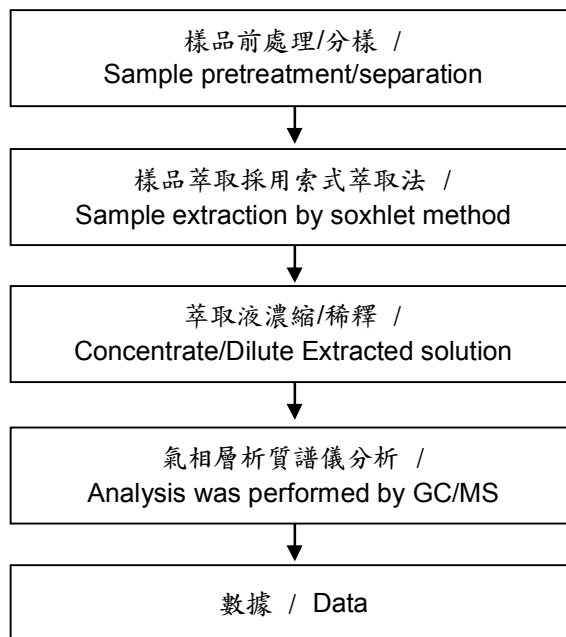 樣品前處理/分樣 /
Sample pretreatment/separation
樣品萃取採用索式萃取法 /
Sample extraction by soxhlet method
萃取液濃縮/稀釋 /
Concentrate/Dilute Extracted solution
氣相層析質譜儀分析 /
Analysis was performed by GC/MS
數據 / Data